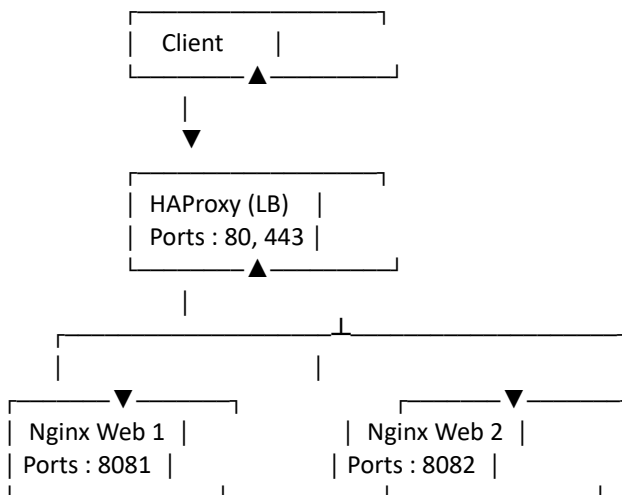 Client
HAProxy (LB)
Ports : 80, 443
Nginx Web 1 Nginx Web 2
Ports : 8081 Ports : 8082